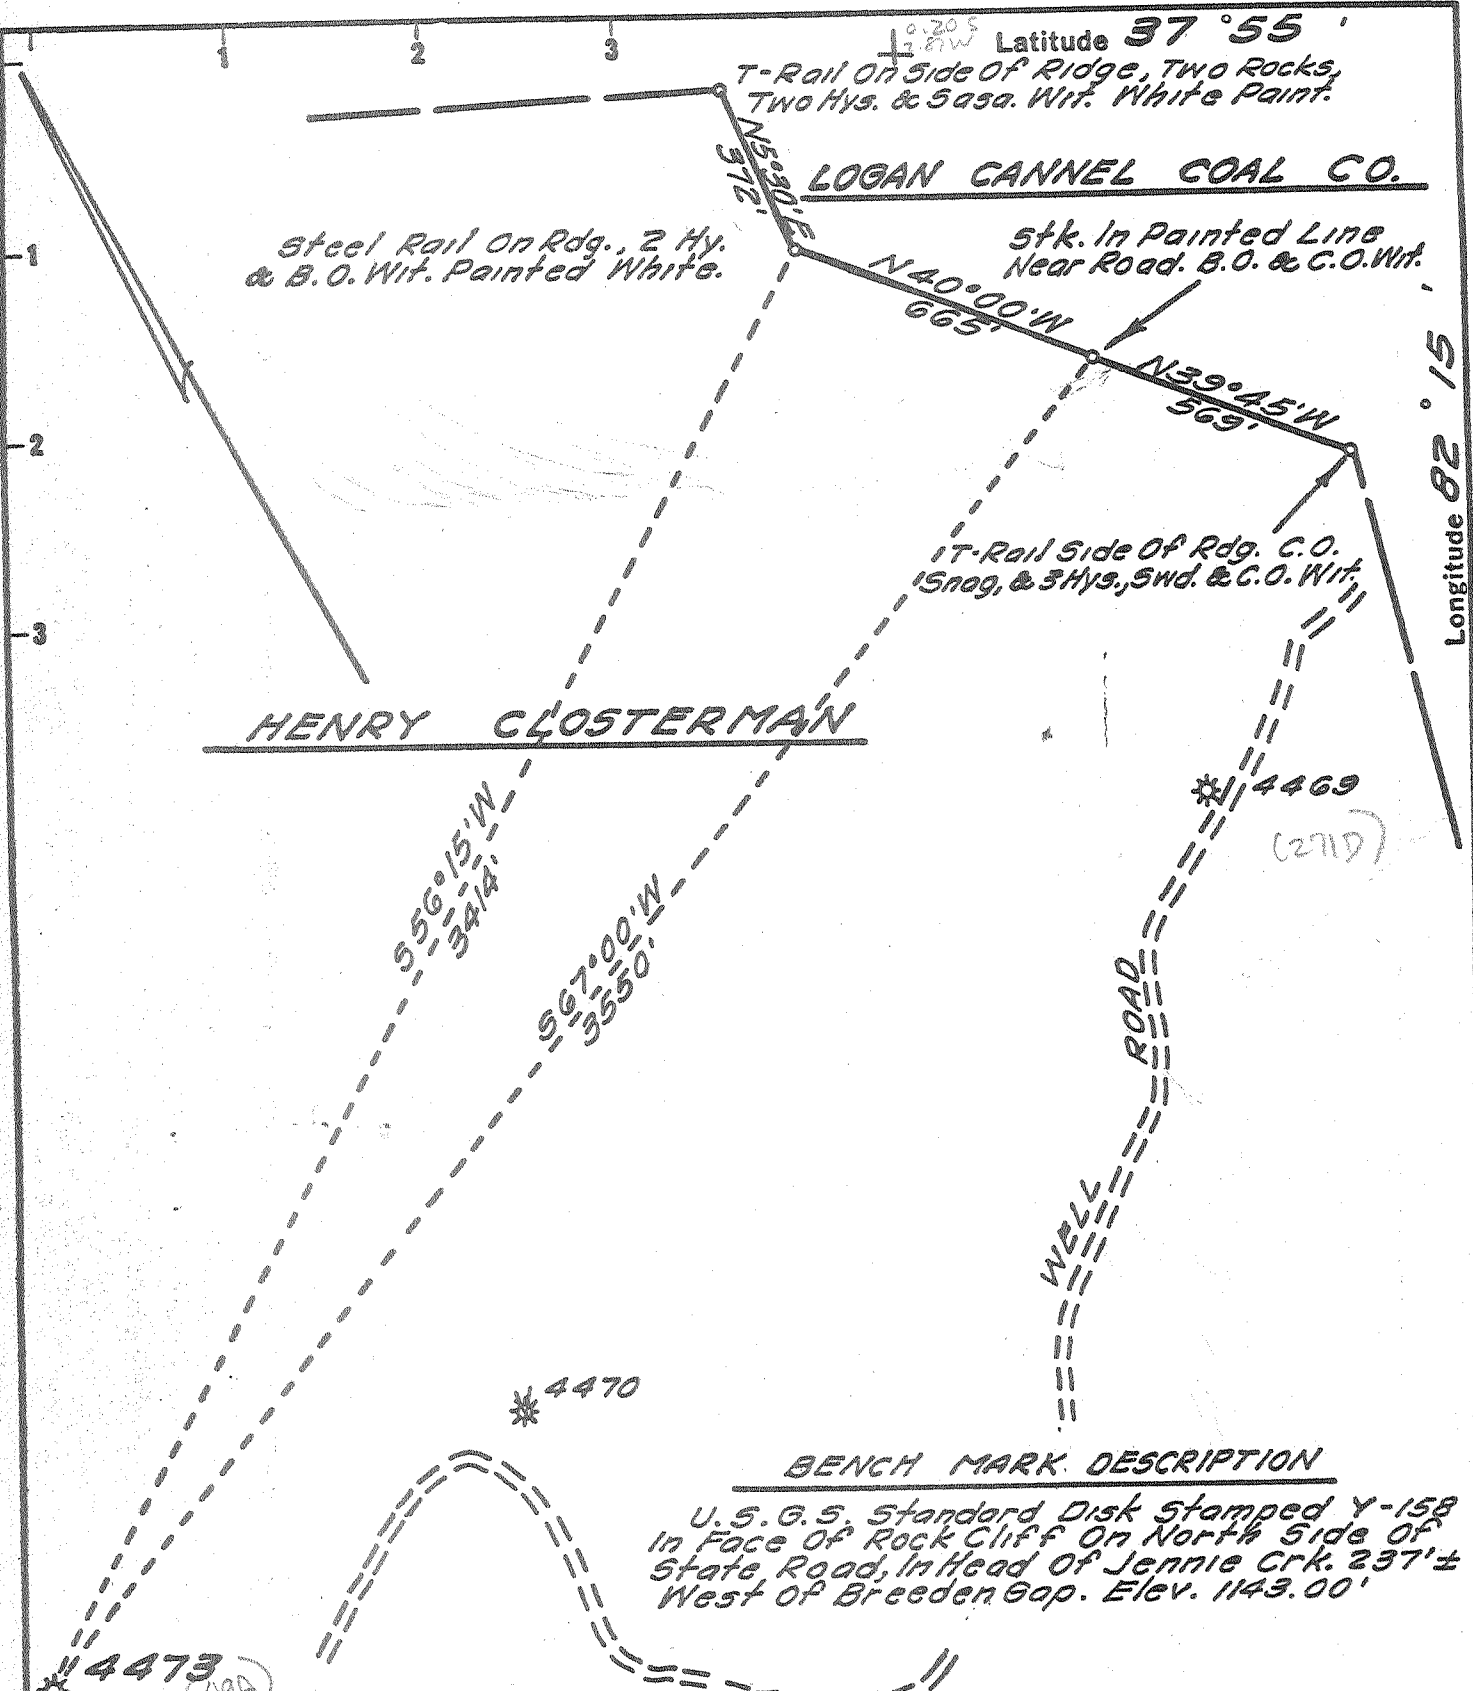 1 2 3
0.20 S
2.87W
Latitude 37 °55 '
T-Rail On Side Of Ridge, Two Rocks,
Two Hys. & Sasa. Wit. White Paint.
N5°30'E
372'
LOGAN CANNEL COAL CO.
Steel Rail On Rdg., 2 Hy.
& B.O. Wit. Painted White.
Stk. In Painted Line
Near Road. B.O. & C.O. Wit.
1
N40°00'W
665'
Longitude 82 ° 15 '
N39°45'W
569'
2
T-Rail Side Of Rdg. C.O.
Snag, & 3 Hys., Swd. & C.O. Wit.
3
HENRY CLOSTERMAN
4469
(271D)
S56°15'W
3414'
S67°00'W
3550'
ROAD
WELL
4470
BENCH MARK DESCRIPTION
U.S.G.S. Standard Disk Stamped Y-158
In Face Of Rock Cliff On North Side Of
State Road, In Head Of Jennie Crk. 237'±
West Of Breeden Gap. Elev. 1143.00'
4473